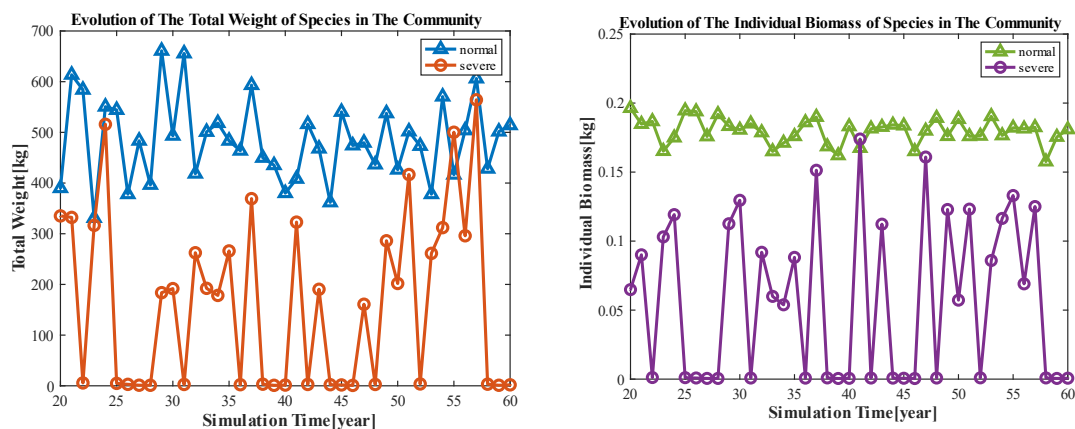 Evolution of The Total Weight of Species in The Community
700
600
500
400
300
200
100
0
20 25 30 35 40 45 50 55 60
Total Weight[kg]
Simulation Time[year]
normal
severe
Evolution of The Individual Biomass of Species in The Community
0.2
0.15
0.1
0.05
0
20 25 30 35 40 45 50 55 60
Individual Biomass[kg]
Simulation Time[year]
normal
severe